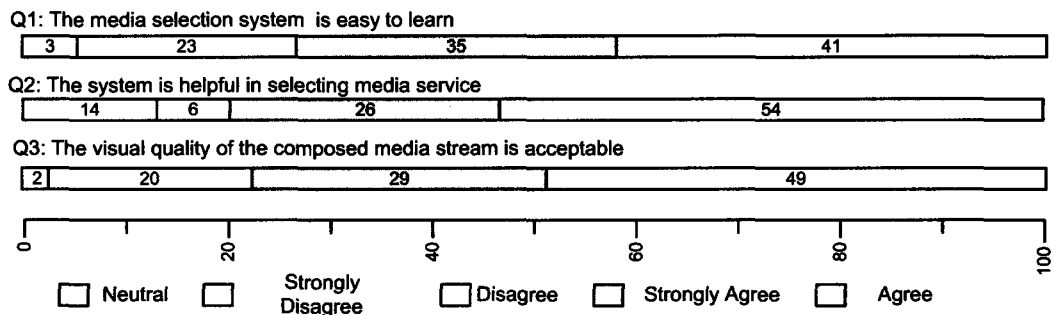 Q1: The media selection system is easy to learn
3 23 35 41
Q2: The system is helpful in selecting media service
14 6 26 54
Q3: The visual quality of the composed media stream is acceptable
2 20 29 49
0 20 40 60 80 100
Neutral Strongly Disagree Disagree Strongly Agree Agree